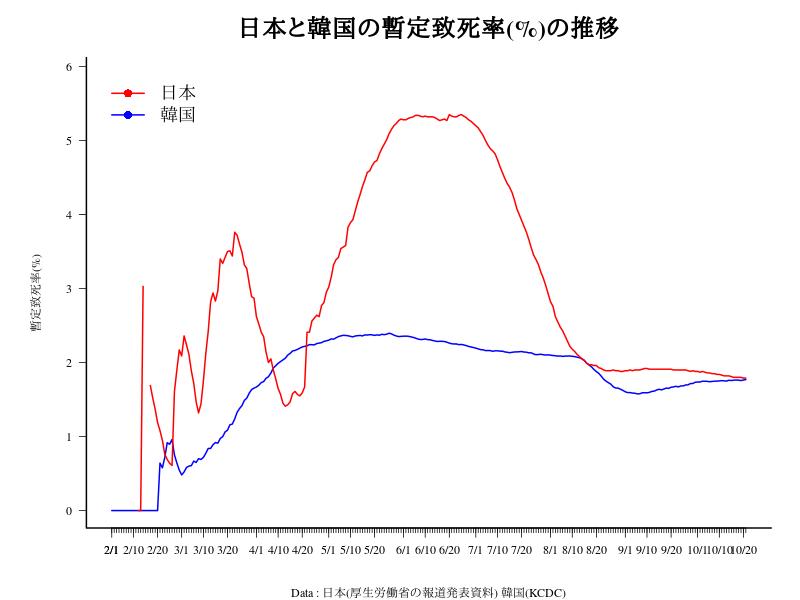 日本と韓国の暫定致死率(%)の推移
日本
韓国
暫定致死率(%)
6
5
4
3
2
1
0
2/1 2/10 2/20 3/1 3/10 3/20 4/1 4/10 4/20 5/1 5/10 5/20 6/1 6/10 6/20 7/1 7/10 7/20 8/1 8/10 8/20 9/1 9/10 9/20 10/1 10/10 10/20
Data : 日本(厚生労働省の報道発表資料) 韓国(KCDC)